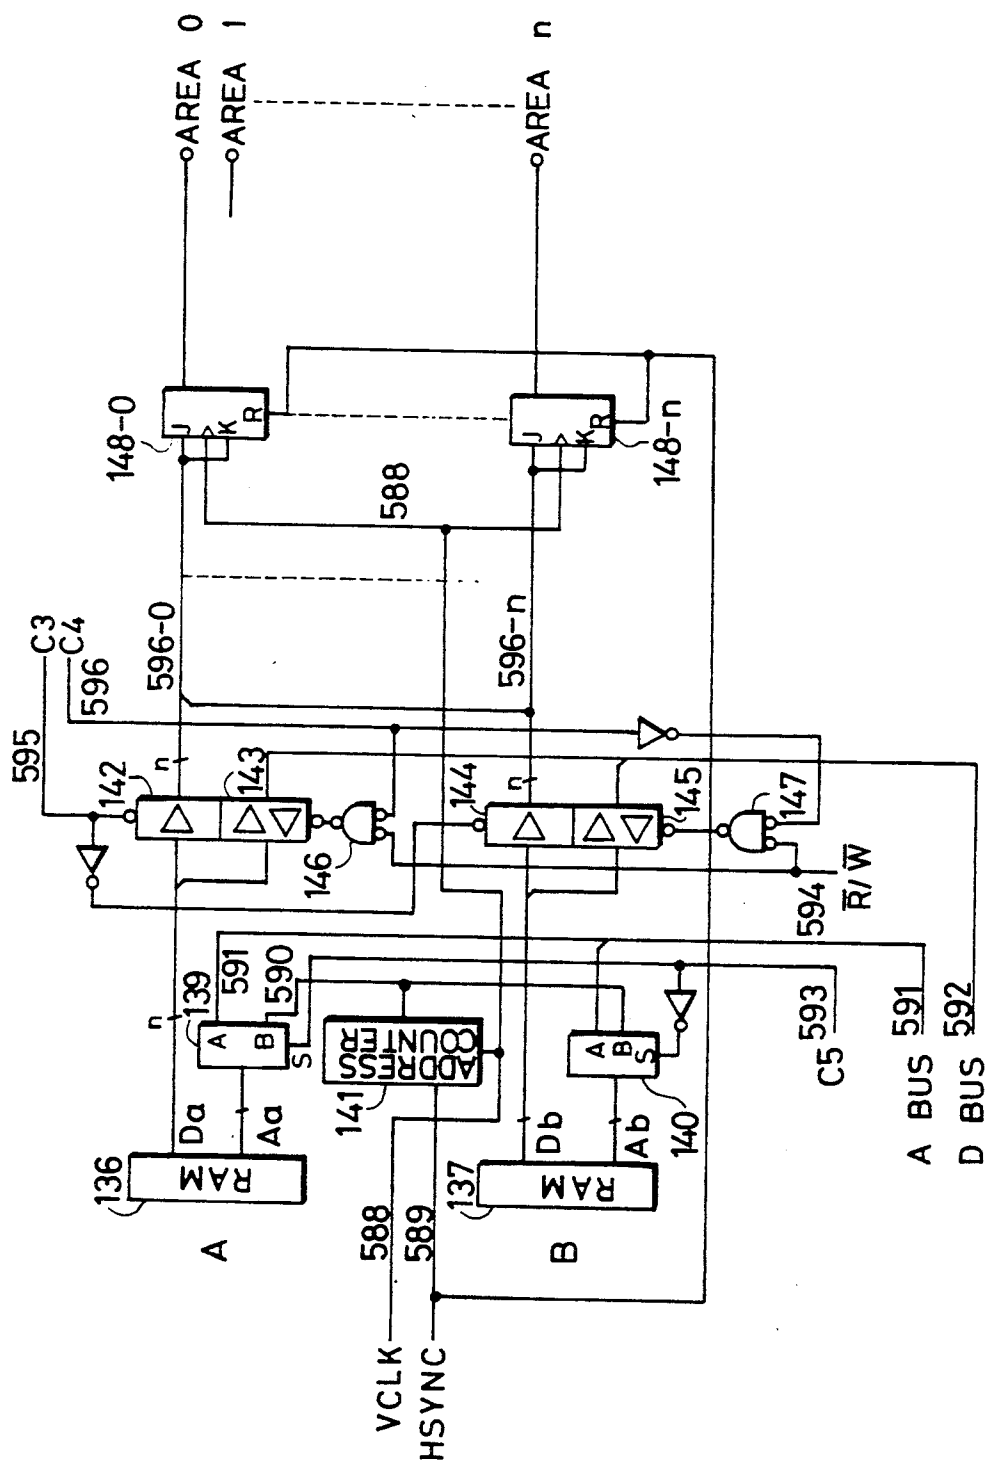 AREA 0
AREA 1
AREA n
148-0
J
K
R
148-n
J
K
R
588
C3
C4
595
596
596-0
596-n
n
142
143
146
n
144
145
147
594
R̅/W̅
n
139
591
590
A
B
S
ADDRESS
COUNTER
141
A
B
S
140
C5 593
A BUS 591
D BUS 592
Da
Aa
136
RAM
A
Db
Ab
137
RAM
B
588
589
VCLK
HSYNC